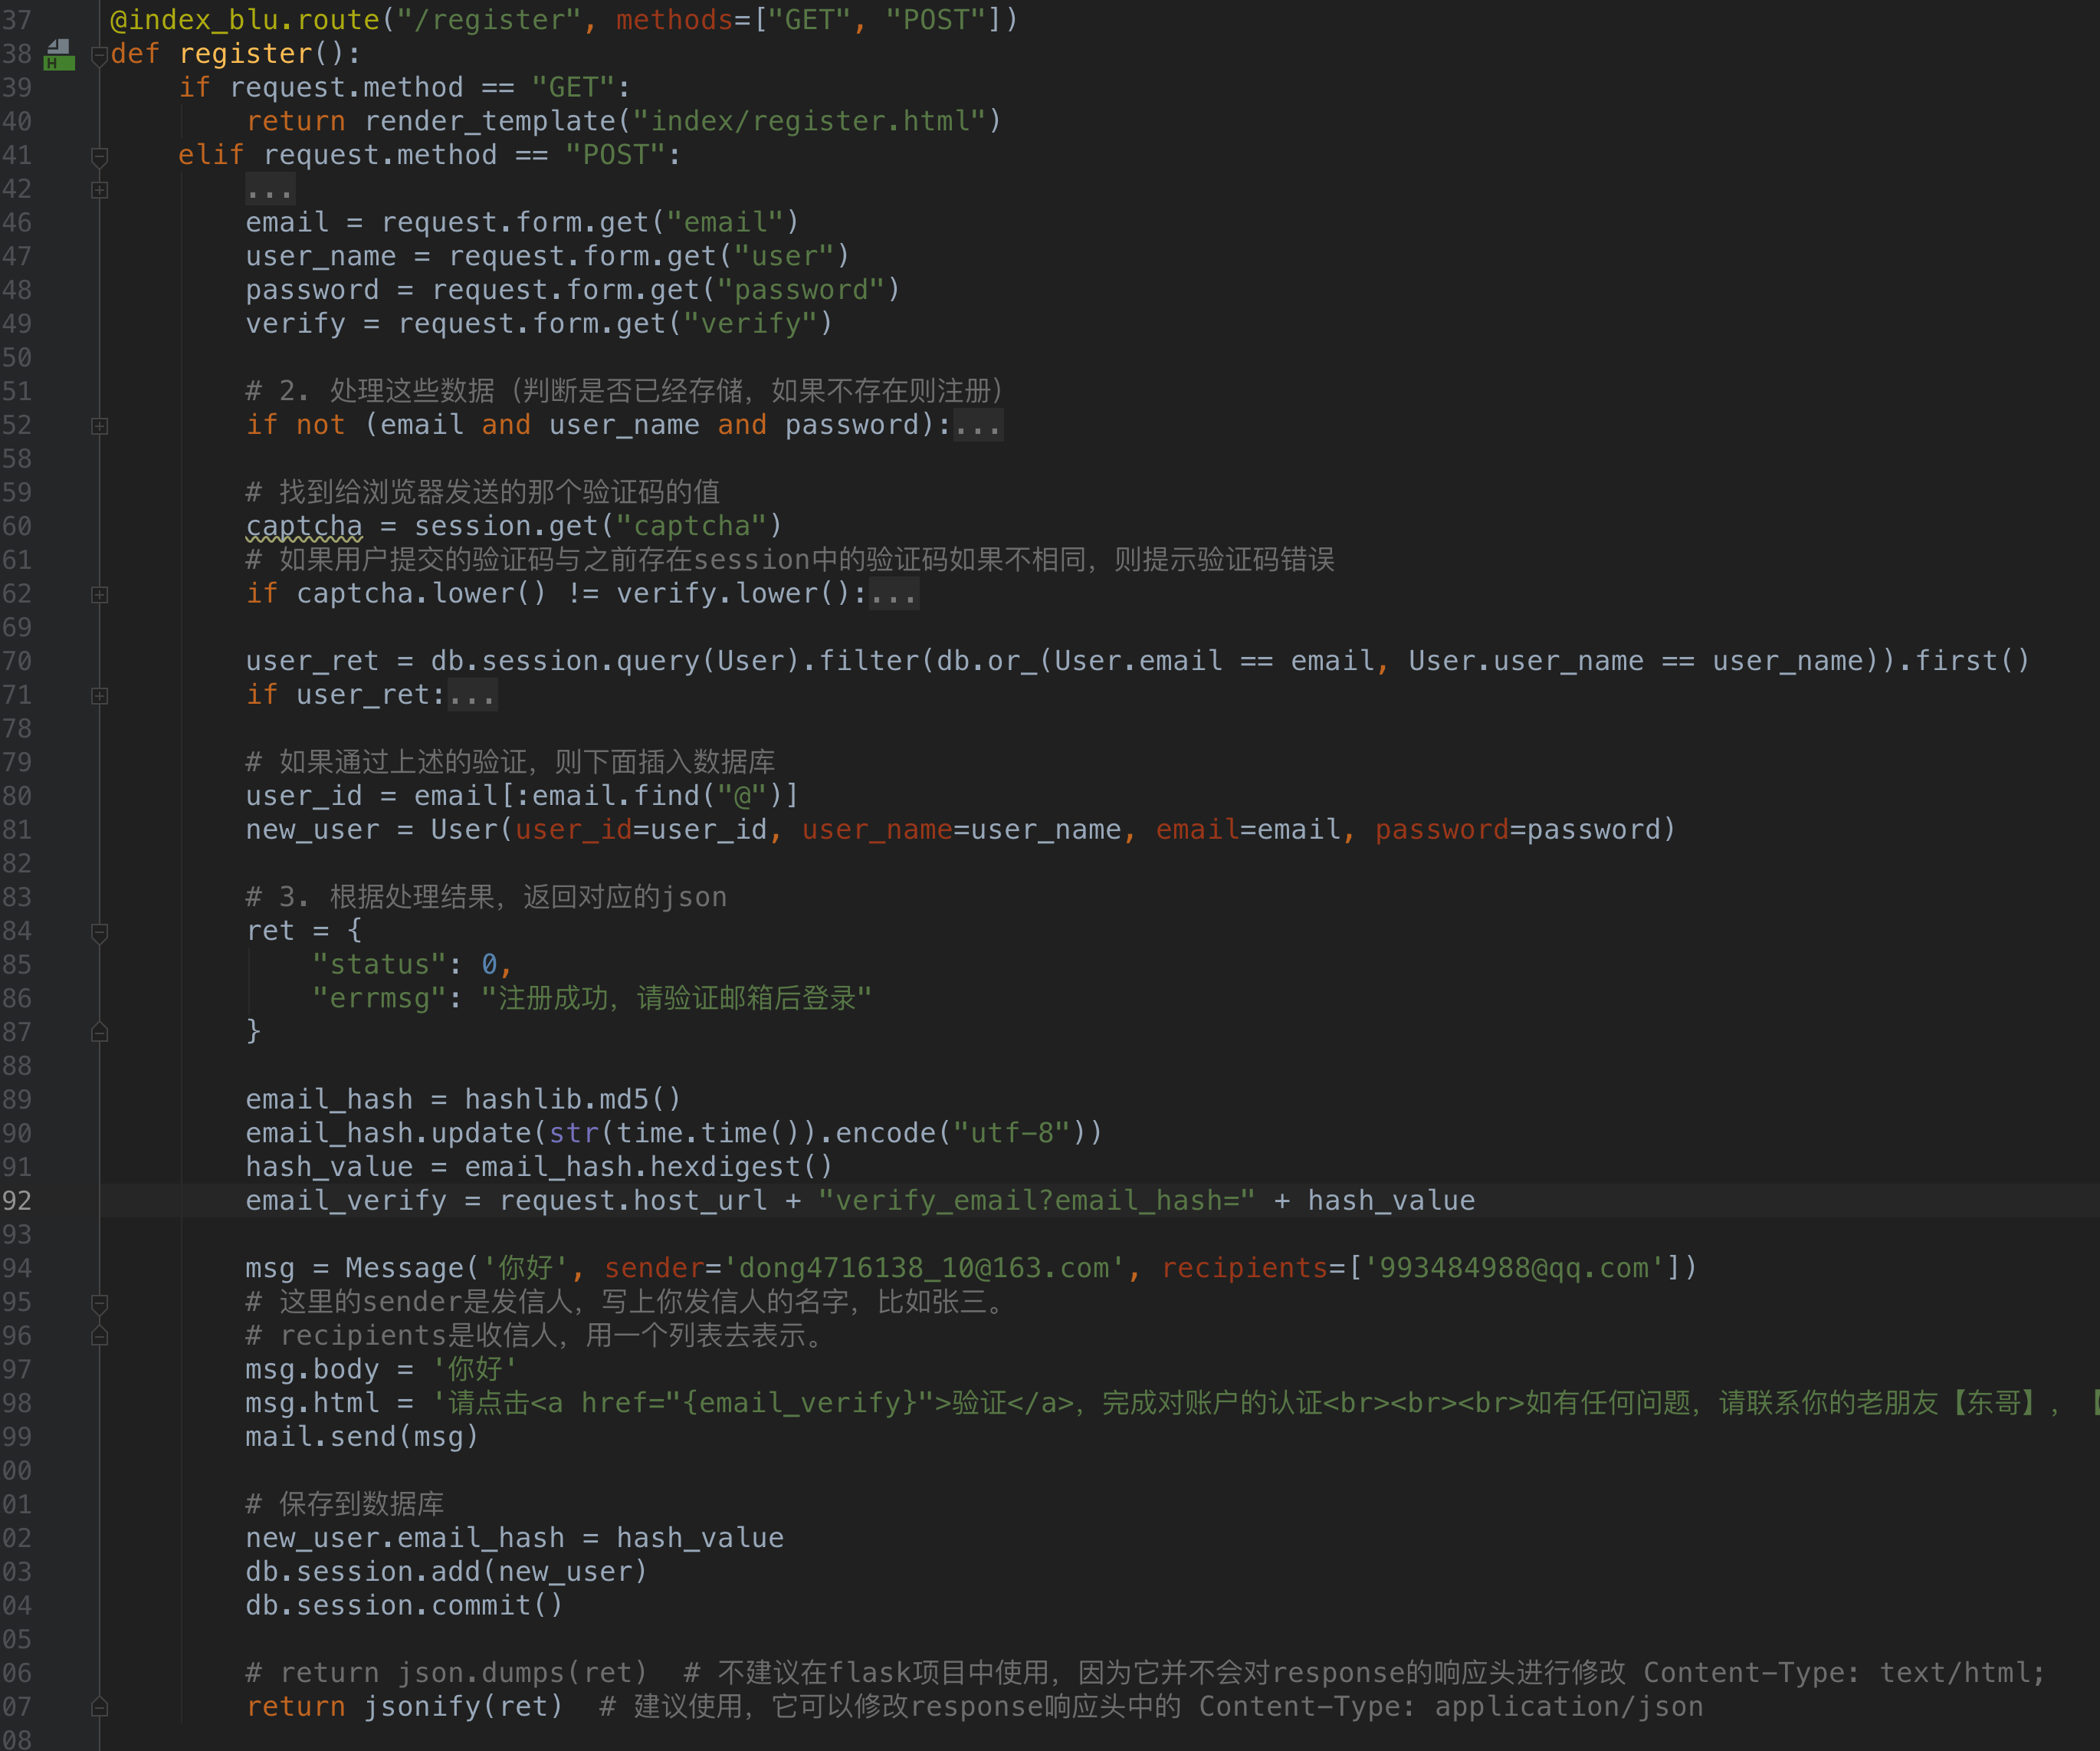 37 @index_blu.route("/register", methods=["GET", "POST"])
38 def register():
39 if request.method == "GET":
40 return render_template("index/register.html")
41 elif request.method == "POST":
42 ...
46 email = request.form.get("email")
47 user_name = request.form.get("user")
48 password = request.form.get("password")
49 verify = request.form.get("verify")
50
51 # 2. 处理这些数据（判断是否已经存储，如果不存在则注册）
52 if not (email and user_name and password):...
58
59 # 找到给浏览器发送的那个验证码的值
60 captcha = session.get("captcha")
61 # 如果用户提交的验证码与之前存在session中的验证码如果不相同，则提示验证码错误
62 if captcha.lower() != verify.lower():...
69
70 user_ret = db.session.query(User).filter(db.or_(User.email == email, User.user_name == user_name)).first()
71 if user_ret:...
78
79 # 如果通过上述的验证，则下面插入数据库
80 user_id = email[:email.find("@")]
81 new_user = User(user_id=user_id, user_name=user_name, email=email, password=password)
82
83 # 3. 根据处理结果，返回对应的json
84 ret = {
85 "status": 0,
86 "errmsg": "注册成功，请验证邮箱后登录"
87 }
88
89 email_hash = hashlib.md5()
90 email_hash.update(str(time.time()).encode("utf-8"))
91 hash_value = email_hash.hexdigest()
92 email_verify = request.host_url + "verify_email?email_hash=" + hash_value
93
94 msg = Message('你好', sender='dong4716138_10@163.com', recipients=['993484988@qq.com'])
95 # 这里的sender是发信人，写上你发信人的名字，比如张三。
96 # recipients是收信人，用一个列表去表示。
97 msg.body = '你好'
98 msg.html = '请点击<a href="{email_verify}">验证</a>，完成对账户的认证<br><br><br>如有任何问题，请联系你的老朋友【东哥】，
99 mail.send(msg)
00
01 # 保存到数据库
02 new_user.email_hash = hash_value
03 db.session.add(new_user)
04 db.session.commit()
05
06 # return json.dumps(ret) # 不建议在flask项目中使用，因为它并不会对response的响应头进行修改 Content-Type: text/html;
07 return jsonify(ret) # 建议使用，它可以修改response响应头中的 Content-Type: application/json
08